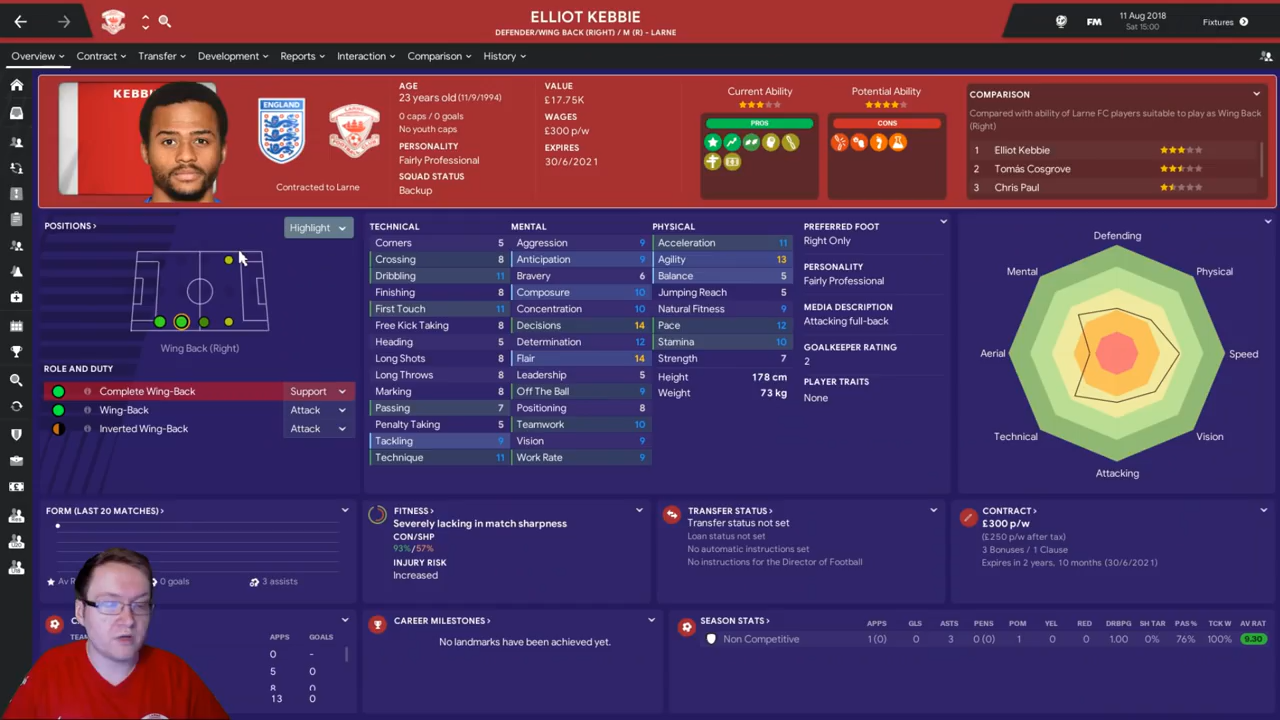 ELLIOT KEBBIE
DEFENDER/WING BACK (RIGHT) / M (R) - LARNE
FM
11 Aug 2018
Sat 15:00
Fixtures
Overview
Contract
Transfer
Development
Reports
Interaction
Comparison
History
KEBB
ENGLAND
Contracted to Larne
AGE
23 years old (11/9/1994)
0 caps / 0 goals
No youth caps
PERSONALITY
Fairly Professional
SQUAD STATUS
Backup
VALUE
£17.75K
WAGES
£300 p/w
EXPIRES
30/6/2021
Current Ability
PROS
Potential Ability
CONS
COMPARISON
Compared with ability of Larne FC players suitable to play as Wing Back
(Right)
1 Elliot Kebbie
2 Tomás Cosgrove
3 Chris Paul
POSITIONS >
Highlight
Wing Back (Right)
ROLE AND DUTY
Complete Wing-Back Support
Wing-Back Attack
Inverted Wing-Back Attack
TECHNICAL
Corners 5
Crossing 8
Dribbling 11
Finishing 8
First Touch 11
Free Kick Taking 8
Heading 5
Long Shots 8
Long Throws 8
Marking 8
Passing 7
Penalty Taking 5
Tackling 9
Technique 11
MENTAL
Aggression 9
Anticipation 9
Bravery 6
Composure 10
Concentration 10
Decisions 14
Determination 12
Flair 14
Leadership 5
Off The Ball 9
Positioning 8
Teamwork 10
Vision 9
Work Rate 9
PHYSICAL
Acceleration 11
Agility 13
Balance 5
Jumping Reach 5
Natural Fitness 9
Pace 12
Stamina 10
Strength 7
Height 178 cm
Weight 73 kg
PREFERRED FOOT
Right Only
PERSONALITY
Fairly Professional
MEDIA DESCRIPTION
Attacking full-back
GOALKEEPER RATING
2
PLAYER TRAITS
None
Defending
Physical
Speed
Vision
Attacking
Technical
Aerial
Mental
FORM (LAST 20 MATCHES) >
Av R
0 goals
3 assists
FITNESS >
Severely lacking in match sharpness
CON/SHP
93%/57%
INJURY RISK
Increased
TRANSFER STATUS >
Transfer status not set
Loan status not set
No automatic instructions set
No instructions for the Director of Football
CONTRACT >
£300 p/w
(£250 p/w after tax)
3 Bonuses / 1 Clause
Expires in 2 years, 10 months (30/6/2021)
APPS GOALS
0 -
5 0
8 0
13 0
CAREER MILESTONES >
No landmarks have been achieved yet.
SEASON STATS > APPS GLS ASTS PENS POM YEL RED DRBPG SH TAR PAS % TCK W AV RAT
Non Competitive 1 (0) 0 3 0 (0) 1 0 0 1.00 0% 76% 100% 9.30